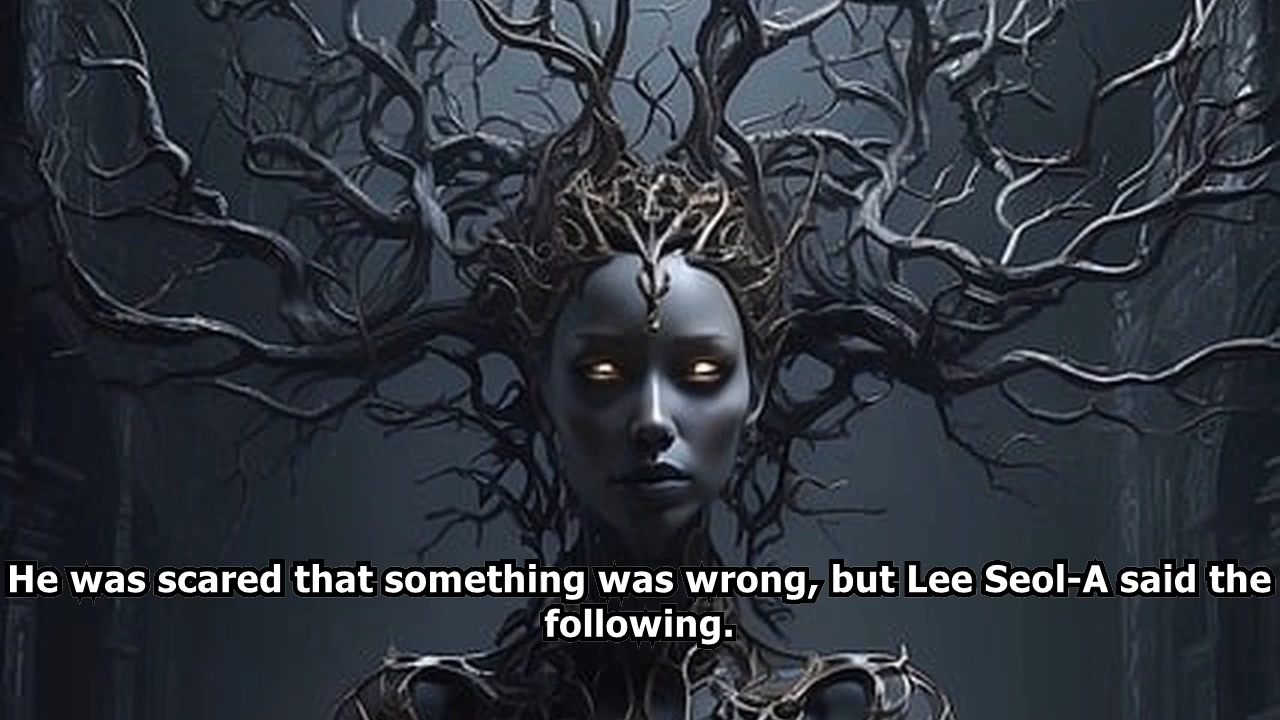 He was scared that something was wrong, but Lee Seol-A said the
following.